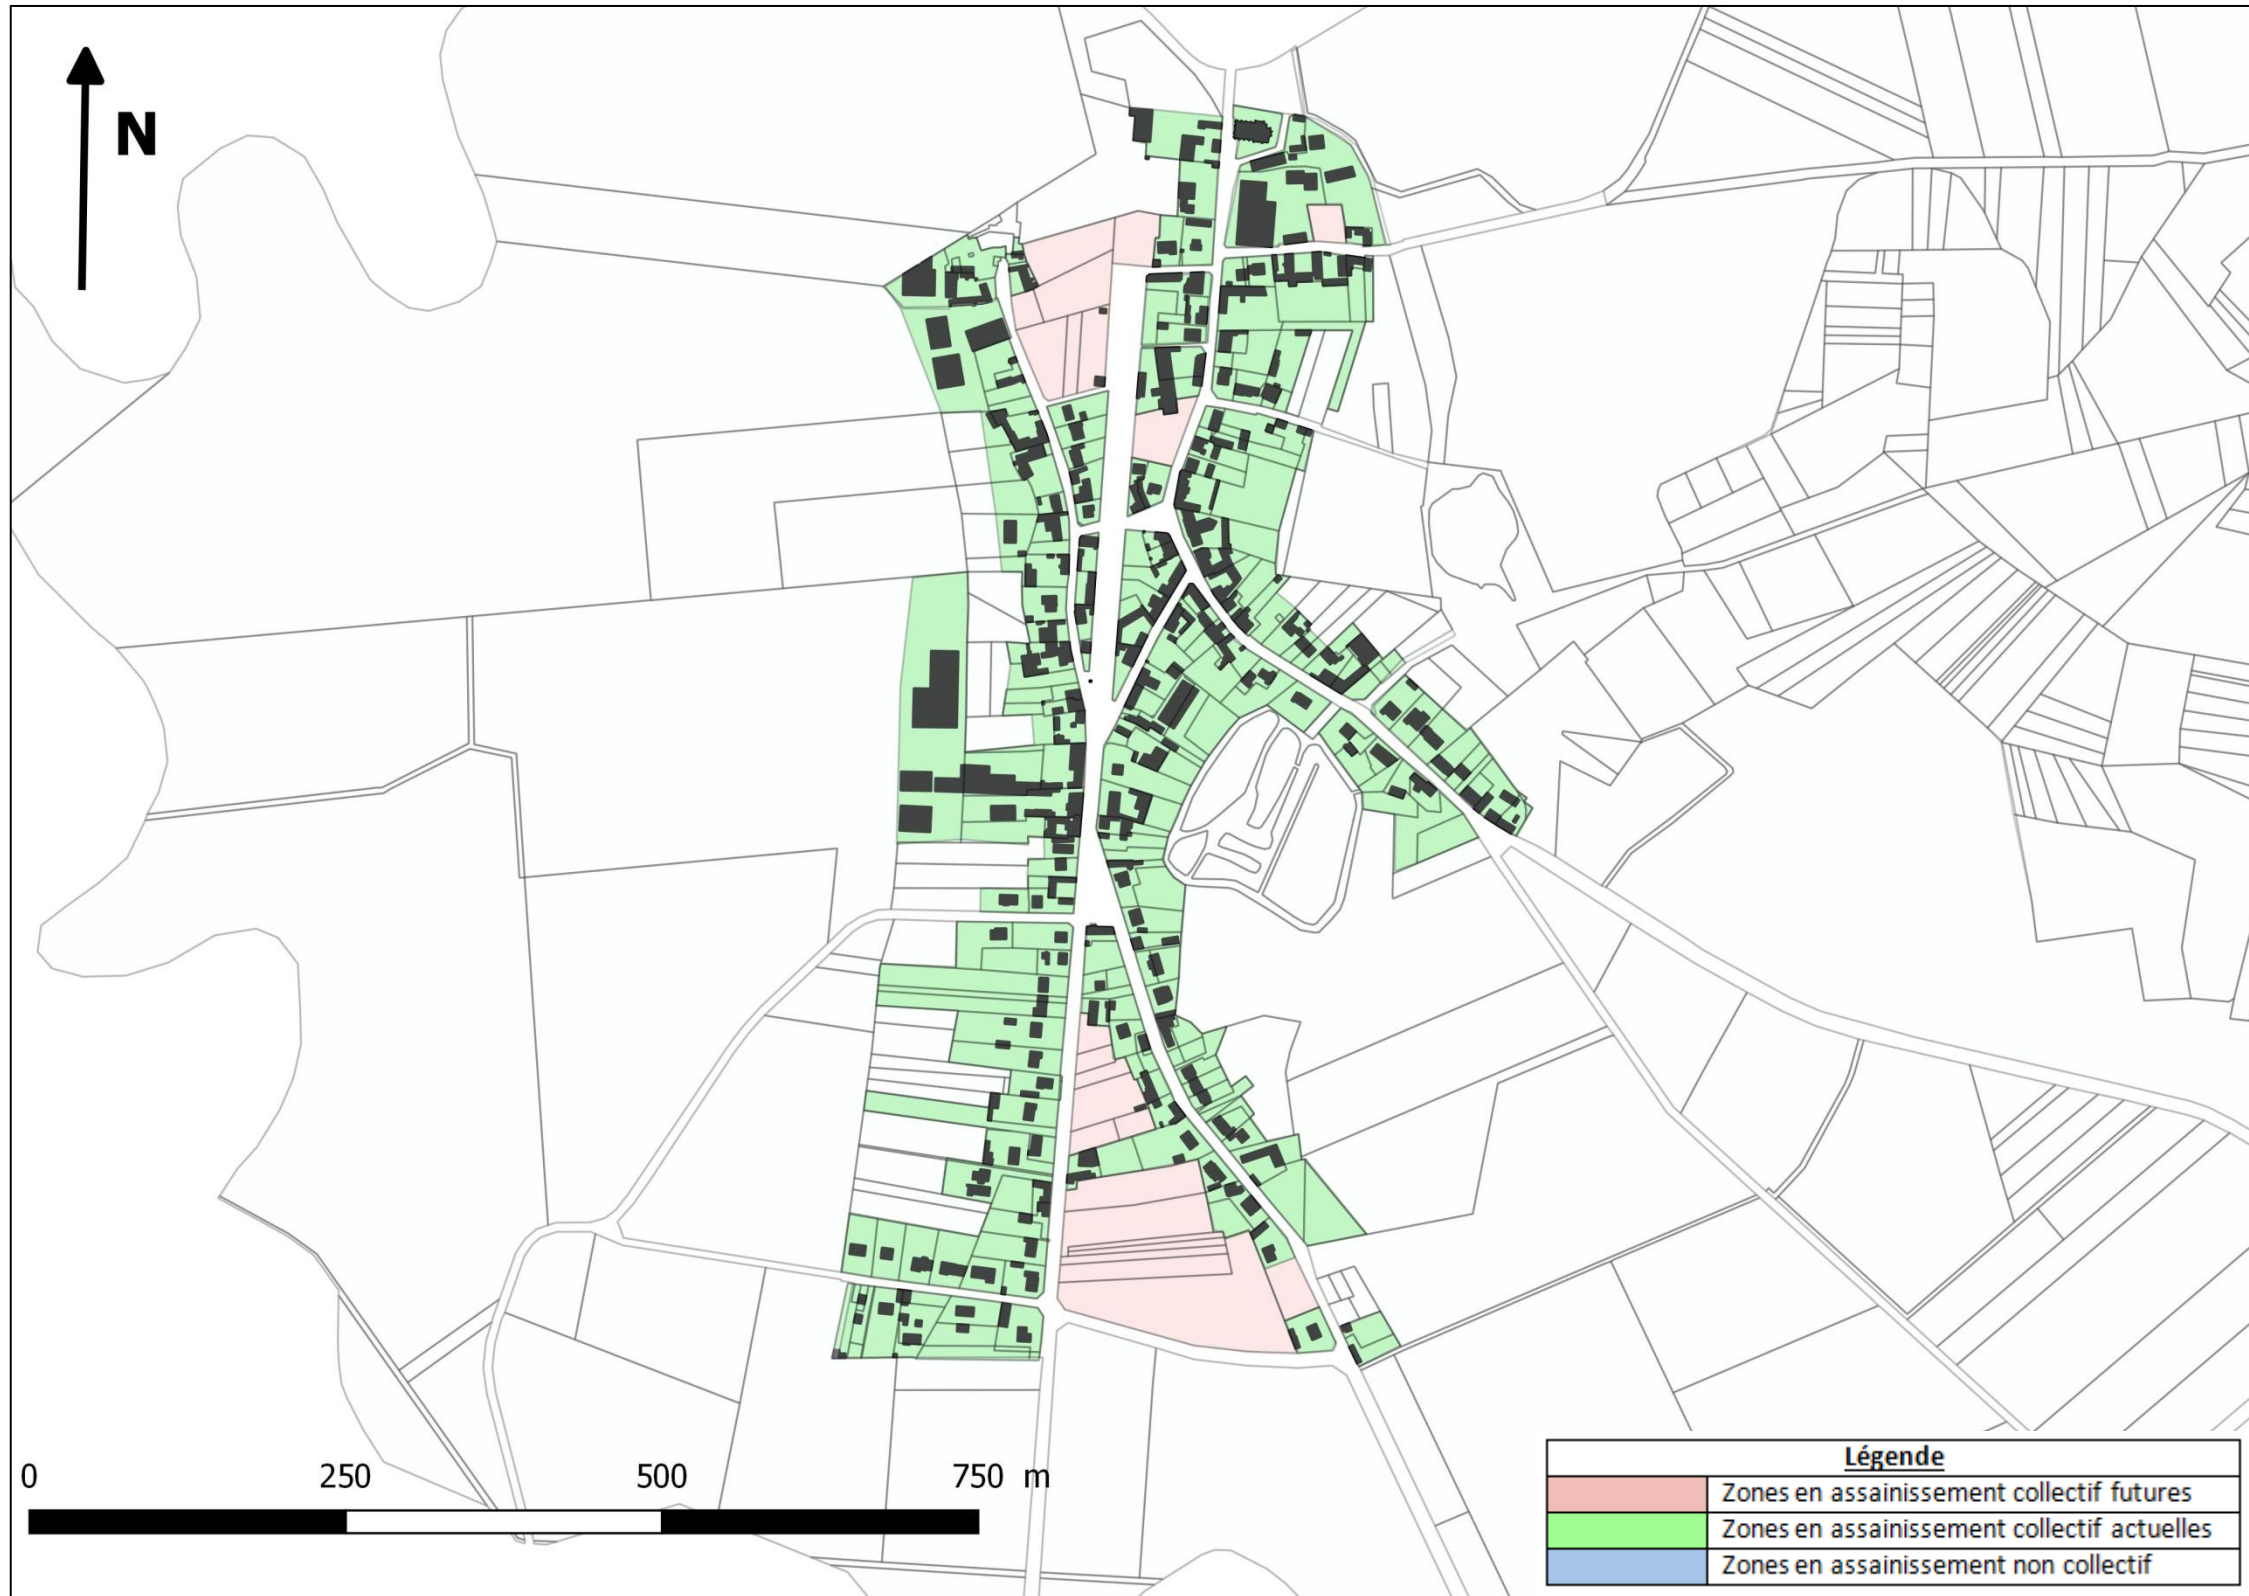 N
0 250 500 750 m
Légende
Zones en assainissement collectif futures
Zones en assainissement collectif actuelles
Zones en assainissement non collectif